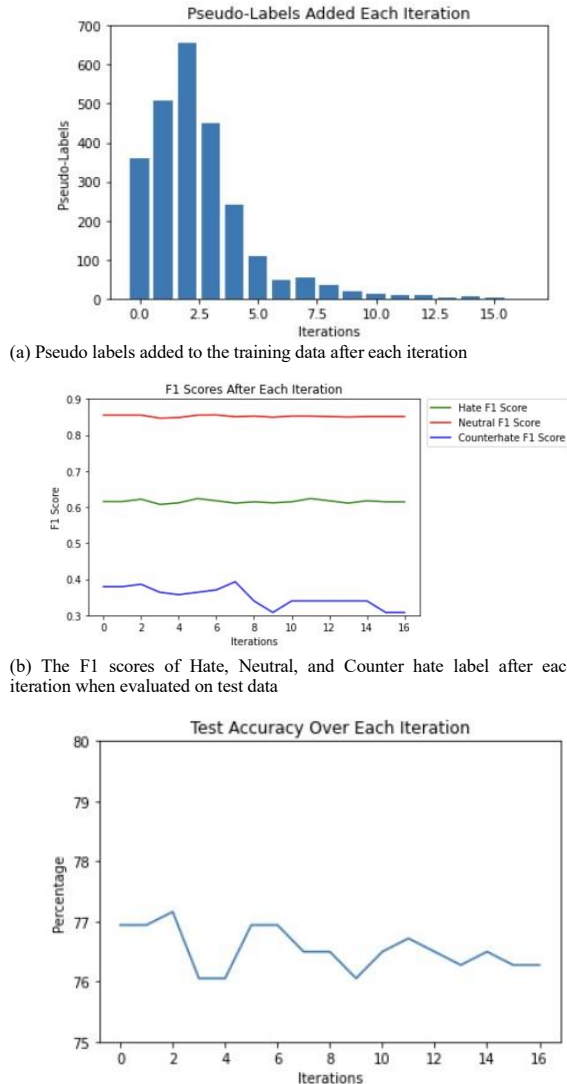 Pseudo-Labels Added Each Iteration
700
600
500
400
300
200
100
0
Pseudo-Labels
0.0 2.5 5.0 7.5 10.0 12.5 15.0
Iterations
(a) Pseudo labels added to the training data after each iteration
F1 Scores After Each Iteration
0.9
0.8
0.7
0.6
0.5
0.4
0.3
F1 Score
0 2 4 6 8 10 12 14 16
Iterations
Hate F1 Score
Neutral F1 Score
Counterhate F1 Score
(b) The F1 scores of Hate, Neutral, and Counter hate label after eac
iteration when evaluated on test data
Test Accuracy Over Each Iteration
80
79
78
77
76
75
Percentage
0 2 4 6 8 10 12 14 16
Iterations